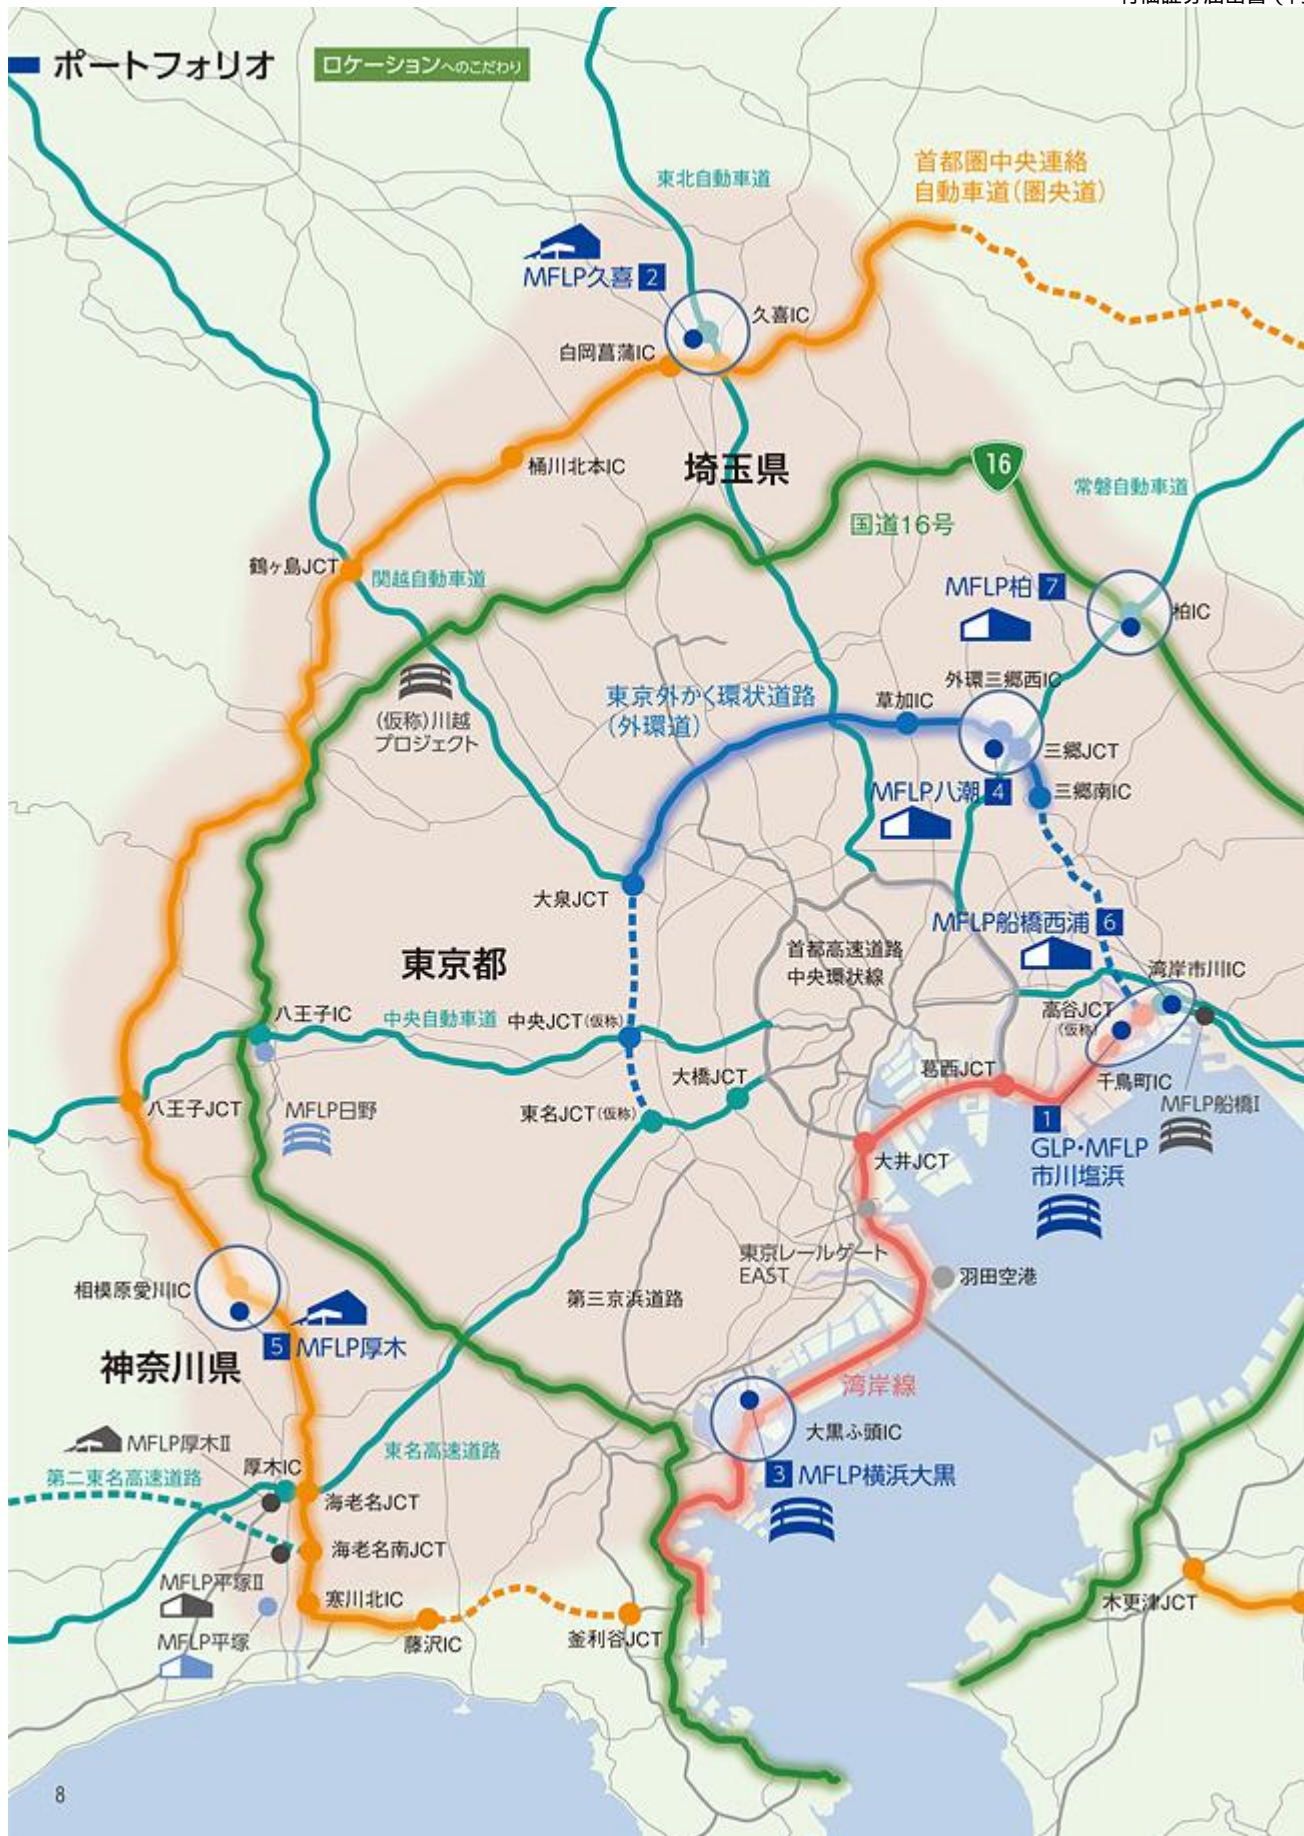 ポートフォリオ
ロケーションへのこだわり
首都圏中央連絡
自動車道(圏央道)
東北自動車道
MFLP久喜 2
久喜IC
白岡菖蒲IC
桶川北本IC
埼玉県
16
国道16号
常磐自動車道
鶴ヶ島JCT
関越自動車道
MFLP柏 7
柏IC
(仮称)川越
プロジェクト
東京外かく環状道路
(外環道)
草加IC
外環三郷西IC
三郷JCT
MFLP八潮 4
三郷南IC
大泉JCT
東京都
首都高速道路
中央環状線
MFLP船橋西浦 6
湾岸市川IC
高谷JCT
(仮称)
千鳥町IC
八王子IC
中央自動車道
中央JCT(仮称)
大橋JCT
葛西JCT
八王子JCT
MFLP日野
東名JCT(仮称)
MFLP船橋I
1
GLP・MFLP
市川塩浜
大井JCT
東京レールゲート
EAST
羽田空港
相模原愛川IC
第三京浜道路
5 MFLP厚木
神奈川県
湾岸線
大黒ふ頭IC
3 MFLP横浜大黒
MFLP厚木II
厚木IC
東名高速道路
第二東名高速道路
海老名JCT
海老名南JCT
MFLP平塚II
寒川北IC
MFLP平塚
藤沢IC
釜利谷JCT
木更津JCT
8